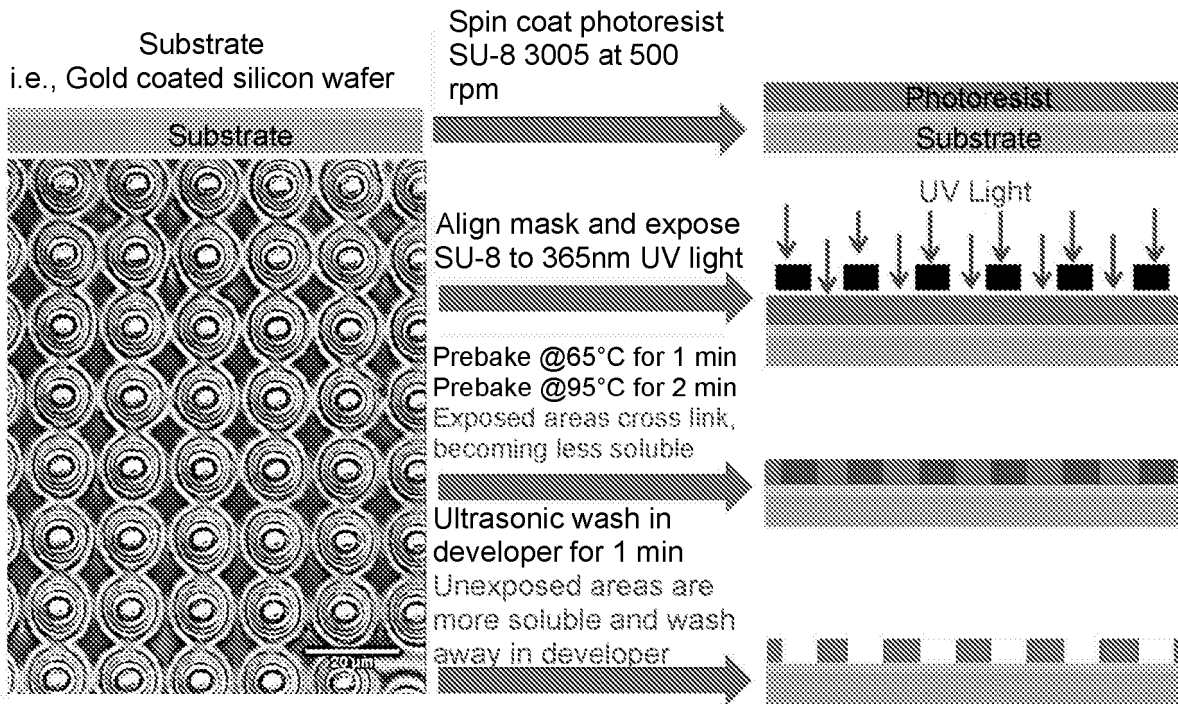 Substrate
i.e., Gold coated silicon wafer
Substrate
Spin coat photoresist
SU-8 3005 at 500
rpm
Photoresist
Substrate
UV Light
Align mask and expose
SU-8 to 365nm UV light
Prebake @65°C for 1 min
Prebake @95°C for 2 min
Exposed areas cross link,
becoming less soluble
Ultrasonic wash in
developer for 1 min
Unexposed areas are
more soluble and wash
away in developer
20 µm